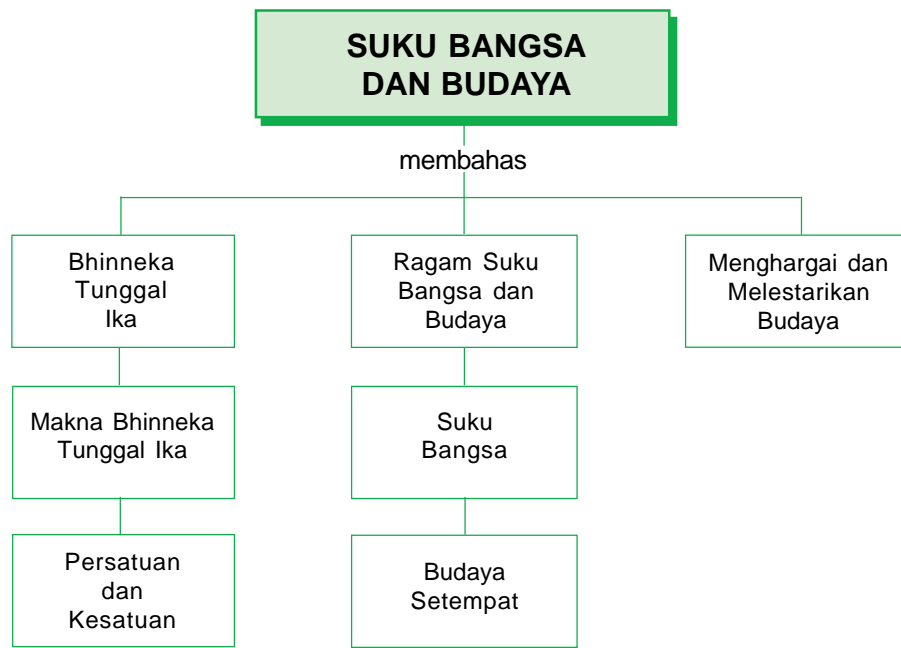 SUKU BANGSA
DAN BUDAYA
membahas
Bhinneka
Tunggal
Ika
Ragam Suku
Bangsa dan
Budaya
Menghargai dan
Melestarikan
Budaya
Makna Bhinneka
Tunggal Ika
Suku
Bangsa
Persatuan
dan
Kesatuan
Budaya
Setempat